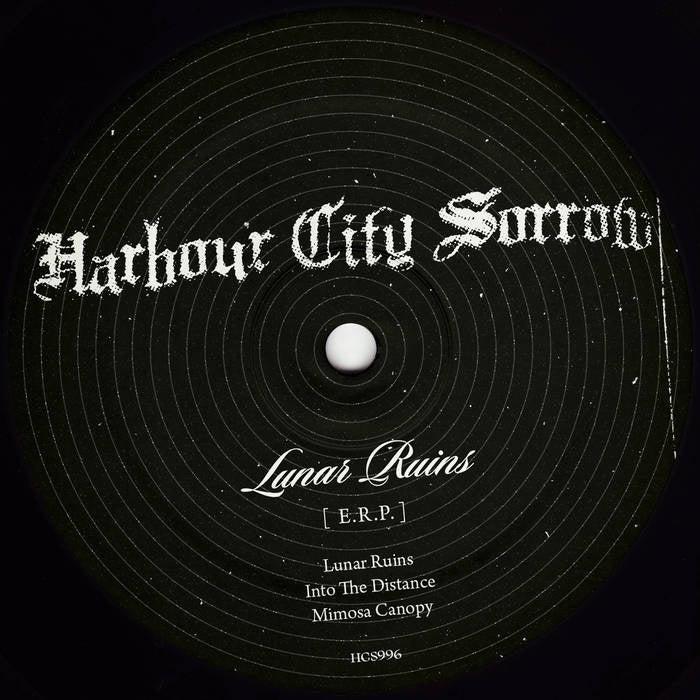 Harbour City Sorrow
Lunar Ruins
[ E.R.P. ]
Lunar Ruins
Into The Distance
Mimosa Canopy
HCS996